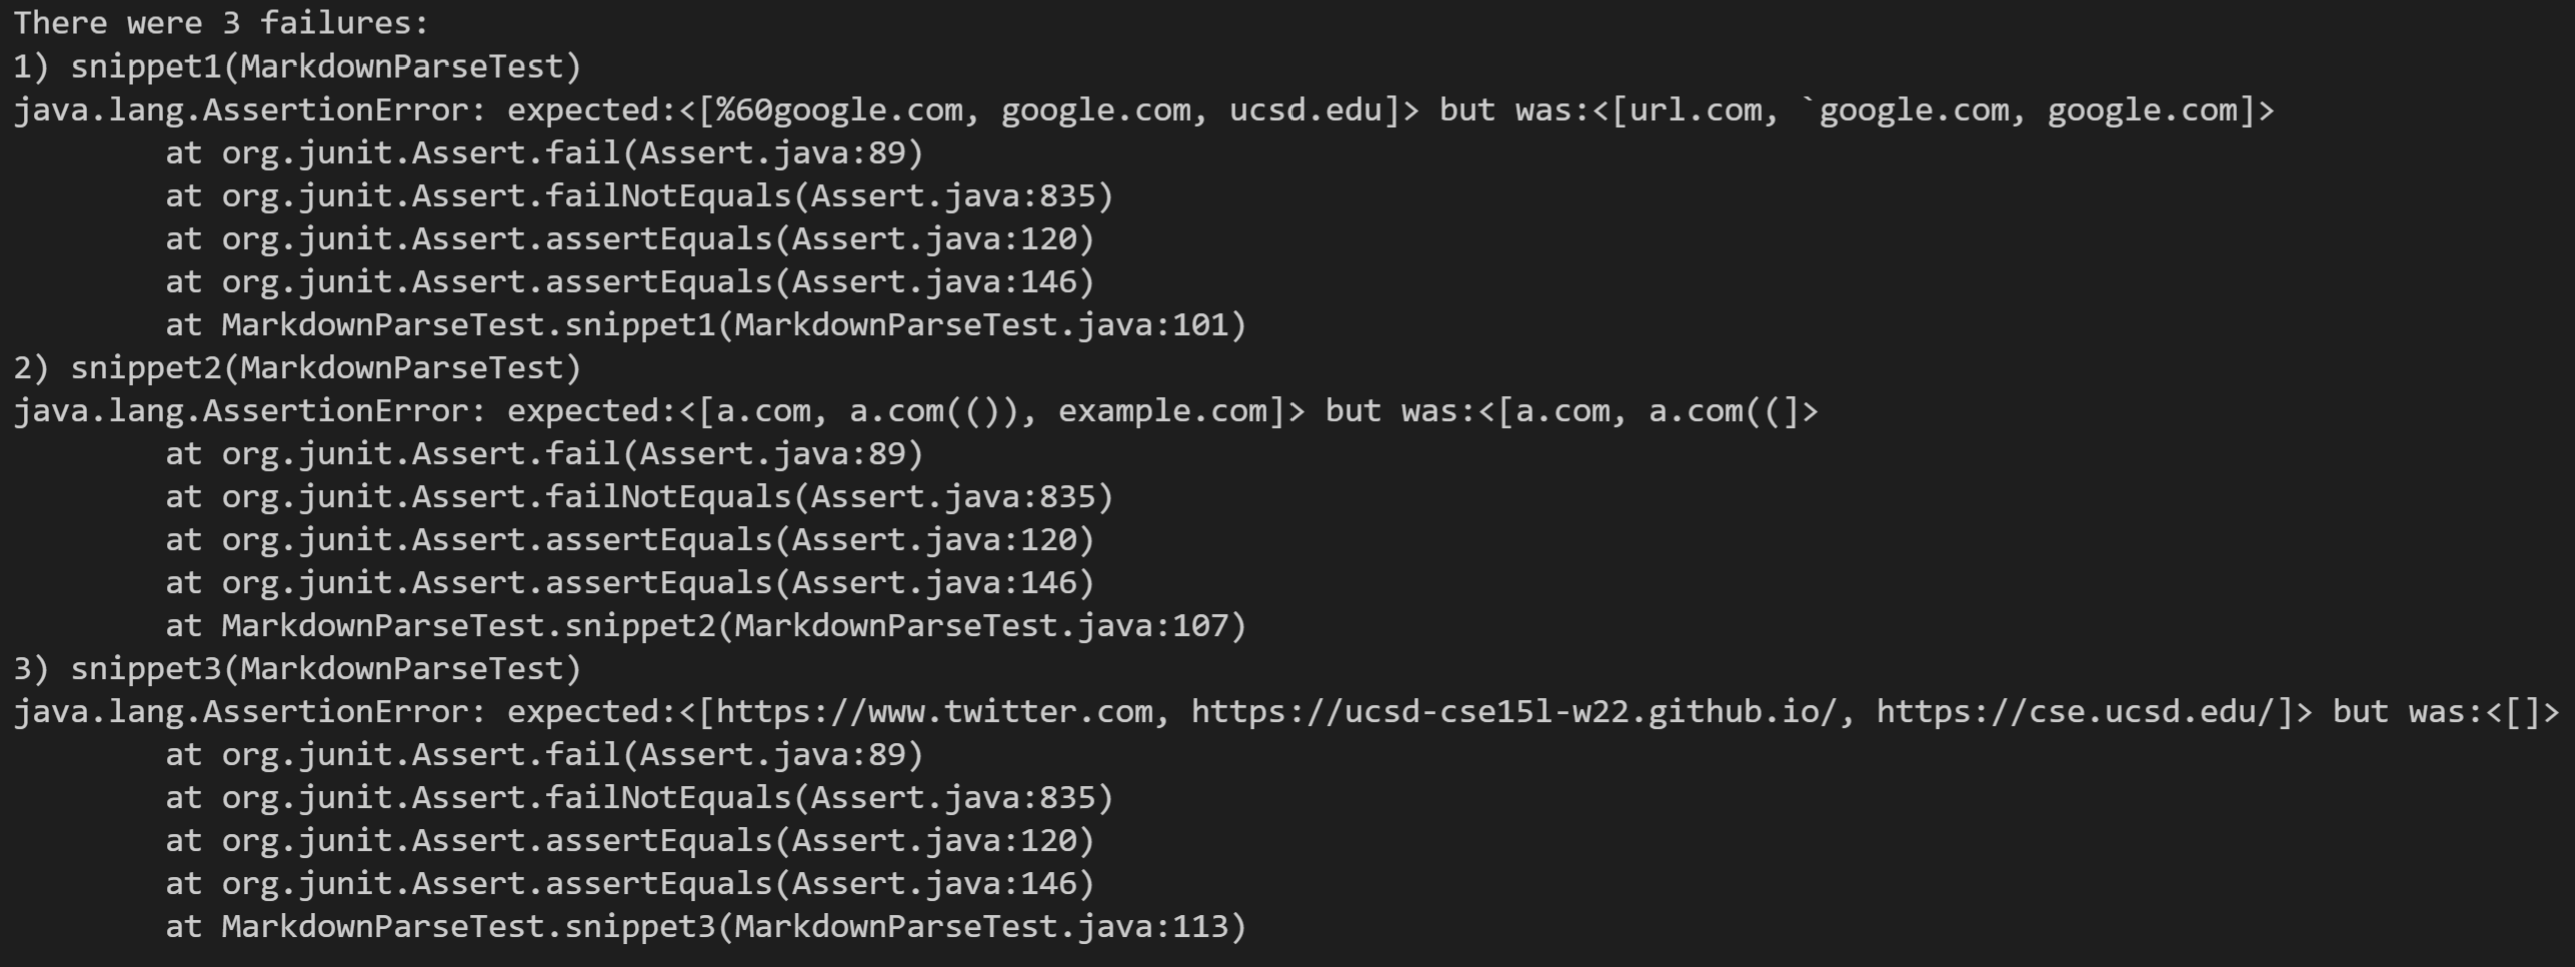 There were 3 failures:
1) snippet1(MarkdownParseTest)
java.lang.AssertionError: expected:<[%60google.com, google.com, ucsd.edu]> but was:<[url.com, `google.com, google.com]>
        at org.junit.Assert.fail(Assert.java:89)
        at org.junit.Assert.failNotEquals(Assert.java:835)
        at org.junit.Assert.assertEquals(Assert.java:120)
        at org.junit.Assert.assertEquals(Assert.java:146)
        at MarkdownParseTest.snippet1(MarkdownParseTest.java:101)
2) snippet2(MarkdownParseTest)
java.lang.AssertionError: expected:<[a.com, a.com(()), example.com]> but was:<[a.com, a.com((]>
        at org.junit.Assert.fail(Assert.java:89)
        at org.junit.Assert.failNotEquals(Assert.java:835)
        at org.junit.Assert.assertEquals(Assert.java:120)
        at org.junit.Assert.assertEquals(Assert.java:146)
        at MarkdownParseTest.snippet2(MarkdownParseTest.java:107)
3) snippet3(MarkdownParseTest)
java.lang.AssertionError: expected:<[https://www.twitter.com, https://ucsd-cse15l-w22.github.io/, https://cse.ucsd.edu/]> but was:<[]>
        at org.junit.Assert.fail(Assert.java:89)
        at org.junit.Assert.failNotEquals(Assert.java:835)
        at org.junit.Assert.assertEquals(Assert.java:120)
        at org.junit.Assert.assertEquals(Assert.java:146)
        at MarkdownParseTest.snippet3(MarkdownParseTest.java:113)